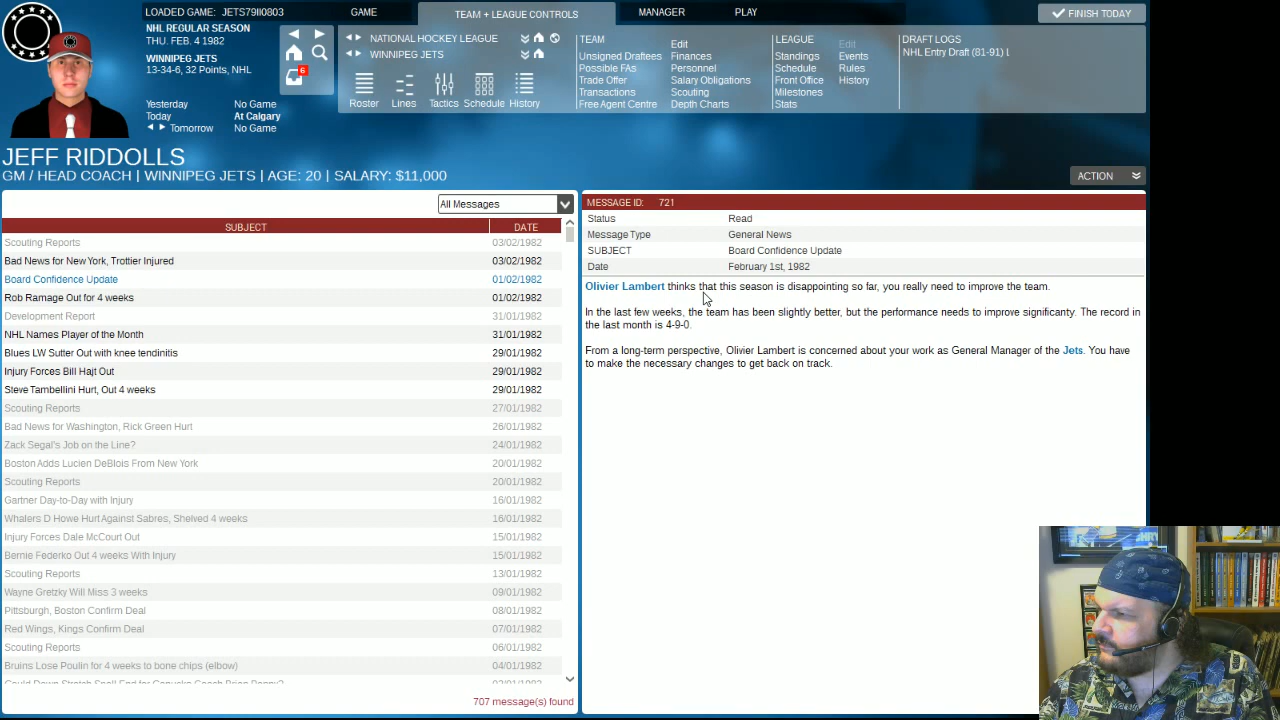 LOADED GAME: JETS79II0803
GAME
TEAM + LEAGUE CONTROLS
MANAGER
PLAY
FINISH TODAY
NHL REGULAR SEASON
THU. FEB. 4 1982
WINNIPEG JETS
13-34-6, 32 Points, NHL
Yesterday No Game
Today At Calgary
Tomorrow No Game
6
NATIONAL HOCKEY LEAGUE
WINNIPEG JETS
Roster Lines Tactics Schedule History
TEAM
Unsigned Draftees
Possible FAs
Trade Offer
Transactions
Free Agent Centre
Edit
Finances
Personnel
Salary Obligations
Scouting
Depth Charts
LEAGUE
Standings
Schedule
Front Office
Milestones
Stats
Edit
Events
Rules
History
DRAFT LOGS
NHL Entry Draft (81-91) L
JEFF RIDDOLLS
GM / HEAD COACH | WINNIPEG JETS | AGE: 20 | SALARY: $11,000
ACTION
All Messages
SUBJECT DATE
Scouting Reports 03/02/1982
Bad News for New York, Trottier Injured 03/02/1982
Board Confidence Update 01/02/1982
Rob Ramage Out for 4 weeks 01/02/1982
Development Report 31/01/1982
NHL Names Player of the Month 31/01/1982
Blues LW Sutter Out with knee tendinitis 29/01/1982
Injury Forces Bill Hajt Out 29/01/1982
Steve Tambellini Hurt, Out 4 weeks 29/01/1982
Scouting Reports 27/01/1982
Bad News for Washington, Rick Green Hurt 26/01/1982
Zack Segal's Job on the Line? 24/01/1982
Boston Adds Lucien DeBlois From New York 20/01/1982
Scouting Reports 20/01/1982
Gartner Day-to-Day with Injury 16/01/1982
Whalers D Howe Hurt Against Sabres, Shelved 4 weeks 16/01/1982
Injury Forces Dale McCourt Out 15/01/1982
Bernie Federko Out 4 weeks With Injury 15/01/1982
Scouting Reports 13/01/1982
Wayne Gretzky Will Miss 3 weeks 09/01/1982
Pittsburgh, Boston Confirm Deal 08/01/1982
Red Wings, Kings Confirm Deal 07/01/1982
Scouting Reports 06/01/1982
Bruins Lose Poulin for 4 weeks to bone chips (elbow) 04/01/1982
707 message(s) found
MESSAGE ID: 721
Status Read
Message Type General News
SUBJECT Board Confidence Update
Date February 1st, 1982
Olivier Lambert thinks that this season is disappointing so far, you really need to improve the team.
In the last few weeks, the team has been slightly better, but the performance needs to improve significantly. The record in
the last month is 4-9-0.
From a long-term perspective, Olivier Lambert is concerned about your work as General Manager of the Jets. You have
to make the necessary changes to get back on track.